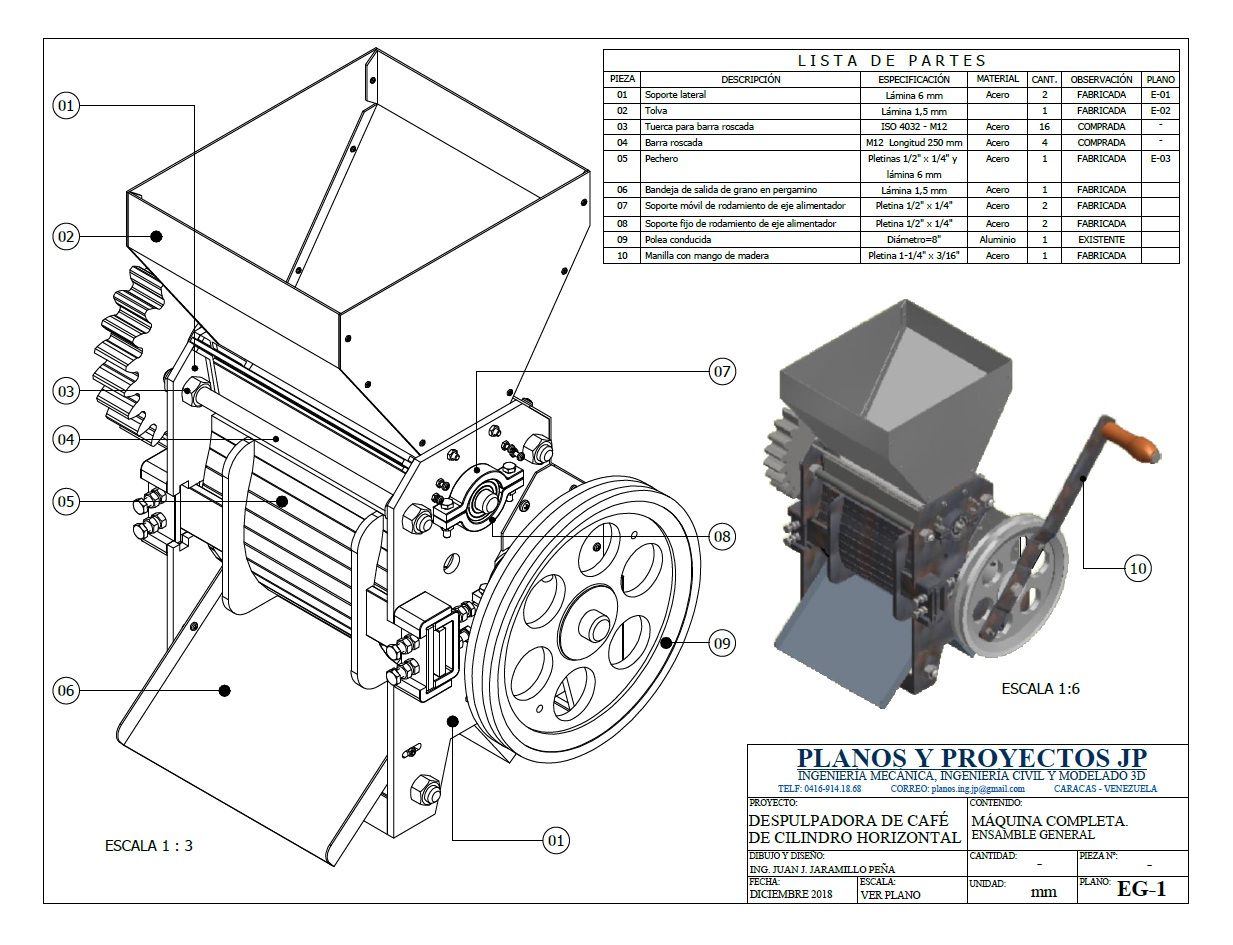 LISTA DE PARTES
PIEZA DESCRIPCIÓN ESPECIFICACIÓN MATERIAL CANT. OBSERVACIÓN PLANO
01 Soporte lateral Lámina 6 mm Acero 2 FABRICADA E-01
02 Tolva Lámina 1,5 mm 1 FABRICADA E-02
03 Tuerca para barra roscada ISO 4032 - M12 Acero 16 COMPRADA -
04 Barra roscada M12 Longitud 250 mm Acero 4 COMPRADA -
05 Pechero Pletinas 1/2" x 1/4" y Acero 1 FABRICADA E-03
lámina 6 mm
06 Bandeja de salida de grano en pergamino Lámina 1,5 mm Acero 1 FABRICADA
07 Soporte móvil de rodamiento de eje alimentador Pletina 1/2" x 1/4" Acero 2 FABRICADA
08 Soporte fijo de rodamiento de eje alimentador Pletina 1/2" x 1/4" Acero 2 FABRICADA
09 Polea conducida Diámetro=8" Aluminio 1 EXISTENTE
10 Manilla con mango de madera Pletina 1-1/4" x 3/16" Acero 1 FABRICADA
01
02
03
04
05
06
07
08
09
01
10
ESCALA 1 : 3
ESCALA 1:6
PLANOS Y PROYECTOS JP
INGENIERÍA MECÁNICA, INGENIERÍA CIVIL Y MODELADO 3D
TELF: 0416-914.18.68 CORREO: planos.ing.jp@gmail.com CARACAS - VENEZUELA
PROYECTO:
DESPULPADORA DE CAFÉ
DE CILINDRO HORIZONTAL
CONTENIDO:
MÁQUINA COMPLETA.
ENSAMBLE GENERAL
DIBUJO Y DISEÑO:
ING. JUAN J. JARAMILLO PEÑA
CANTIDAD: -
PIEZA Nº: -
FECHA:
DICIEMBRE 2018
ESCALA:
VER PLANO
UNIDAD: mm
PLANO: EG-1